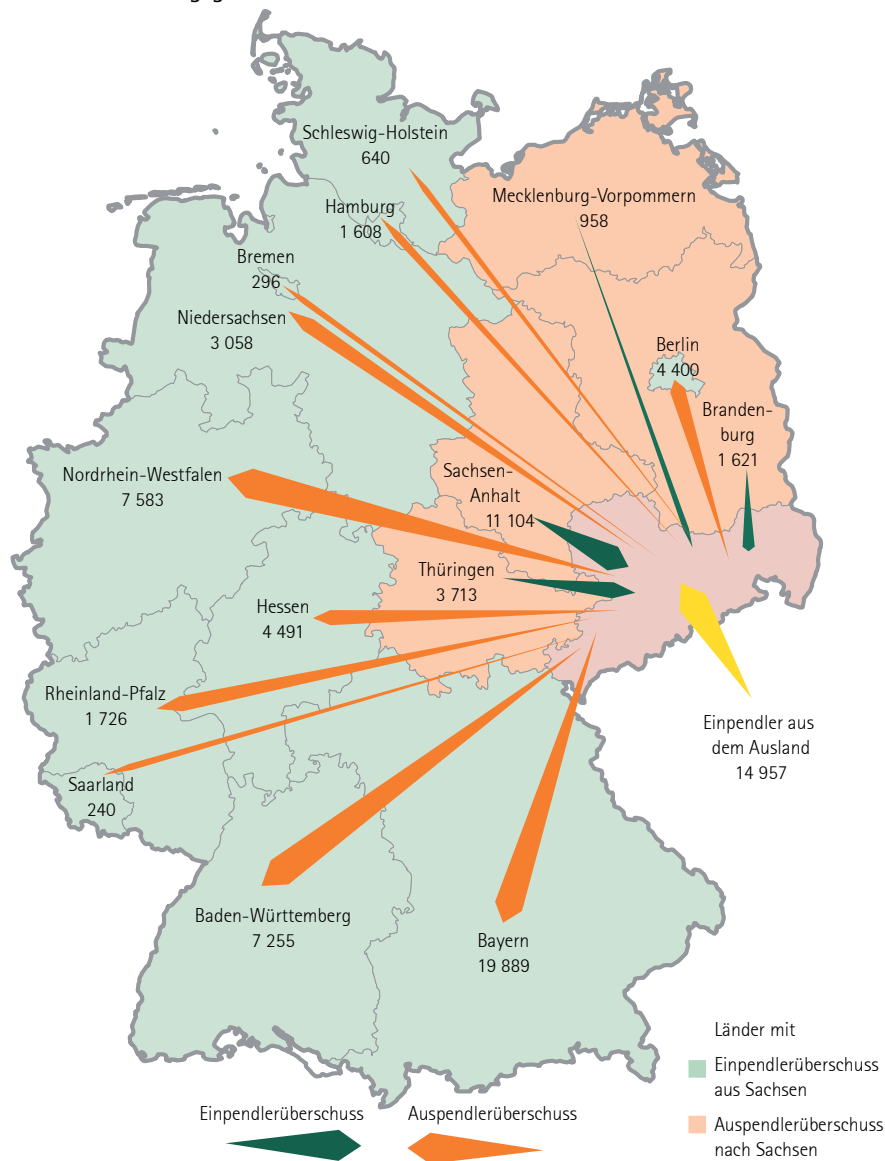 Schleswig-Holstein
640
Mecklenburg-Vorpommern
958
Hamburg
1 608
Bremen
296
Niedersachsen
3 058
Berlin
4 400
Branden-
burg
1 621
Nordrhein-Westfalen
7 583
Sachsen-
Anhalt
11 104
Thüringen
3 713
Hessen
4 491
Rheinland-Pfalz
1 726
Saarland
240
Einpendler aus
dem Ausland
14 957
Baden-Württemberg
7 255
Bayern
19 889
Länder mit
Einpendlerüberschuss
aus Sachsen
Auspendlerüberschuss
nach Sachsen
Einpendlerüberschuss
Auspendlerüberschuss